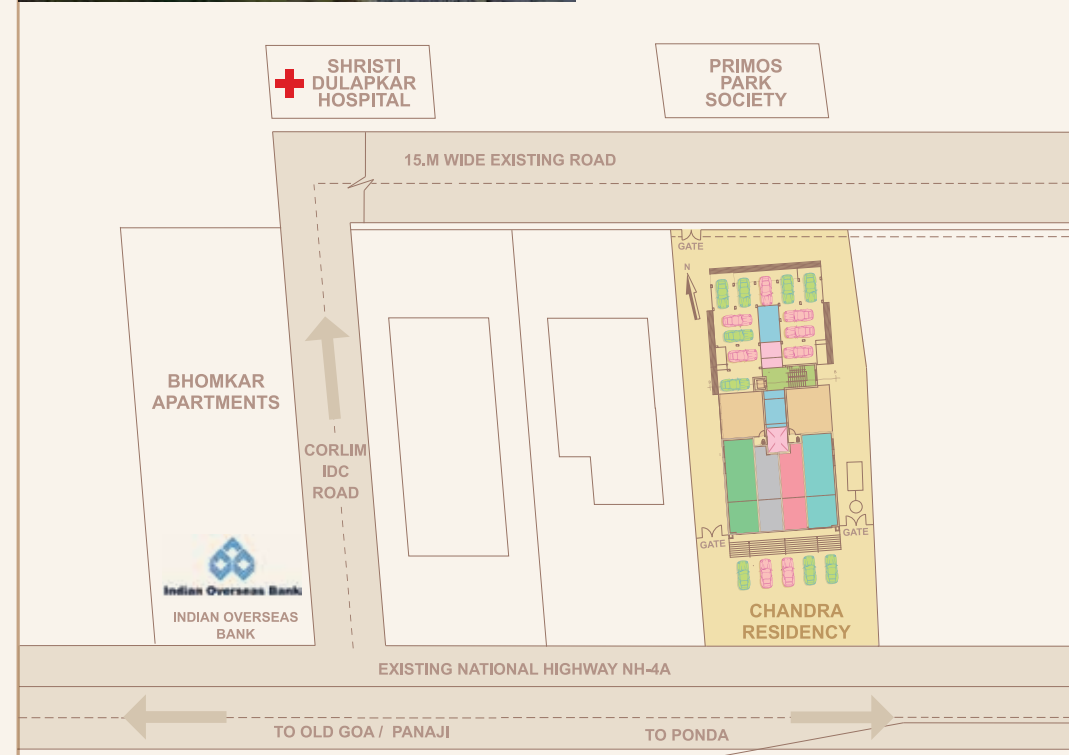 SHRISTI
DULAPKAR
HOSPITAL
PRIMOS
PARK
SOCIETY
15.M WIDE EXISTING ROAD
GATE
N
BHOMKAR
APARTMENTS
CORLIM
IDC
ROAD
GATE
GATE
Indian Overseas Bank
INDIAN OVERSEAS
BANK
CHANDRA
RESIDENCY
EXISTING NATIONAL HIGHWAY NH-4A
TO OLD GOA / PANAJI
TO PONDA